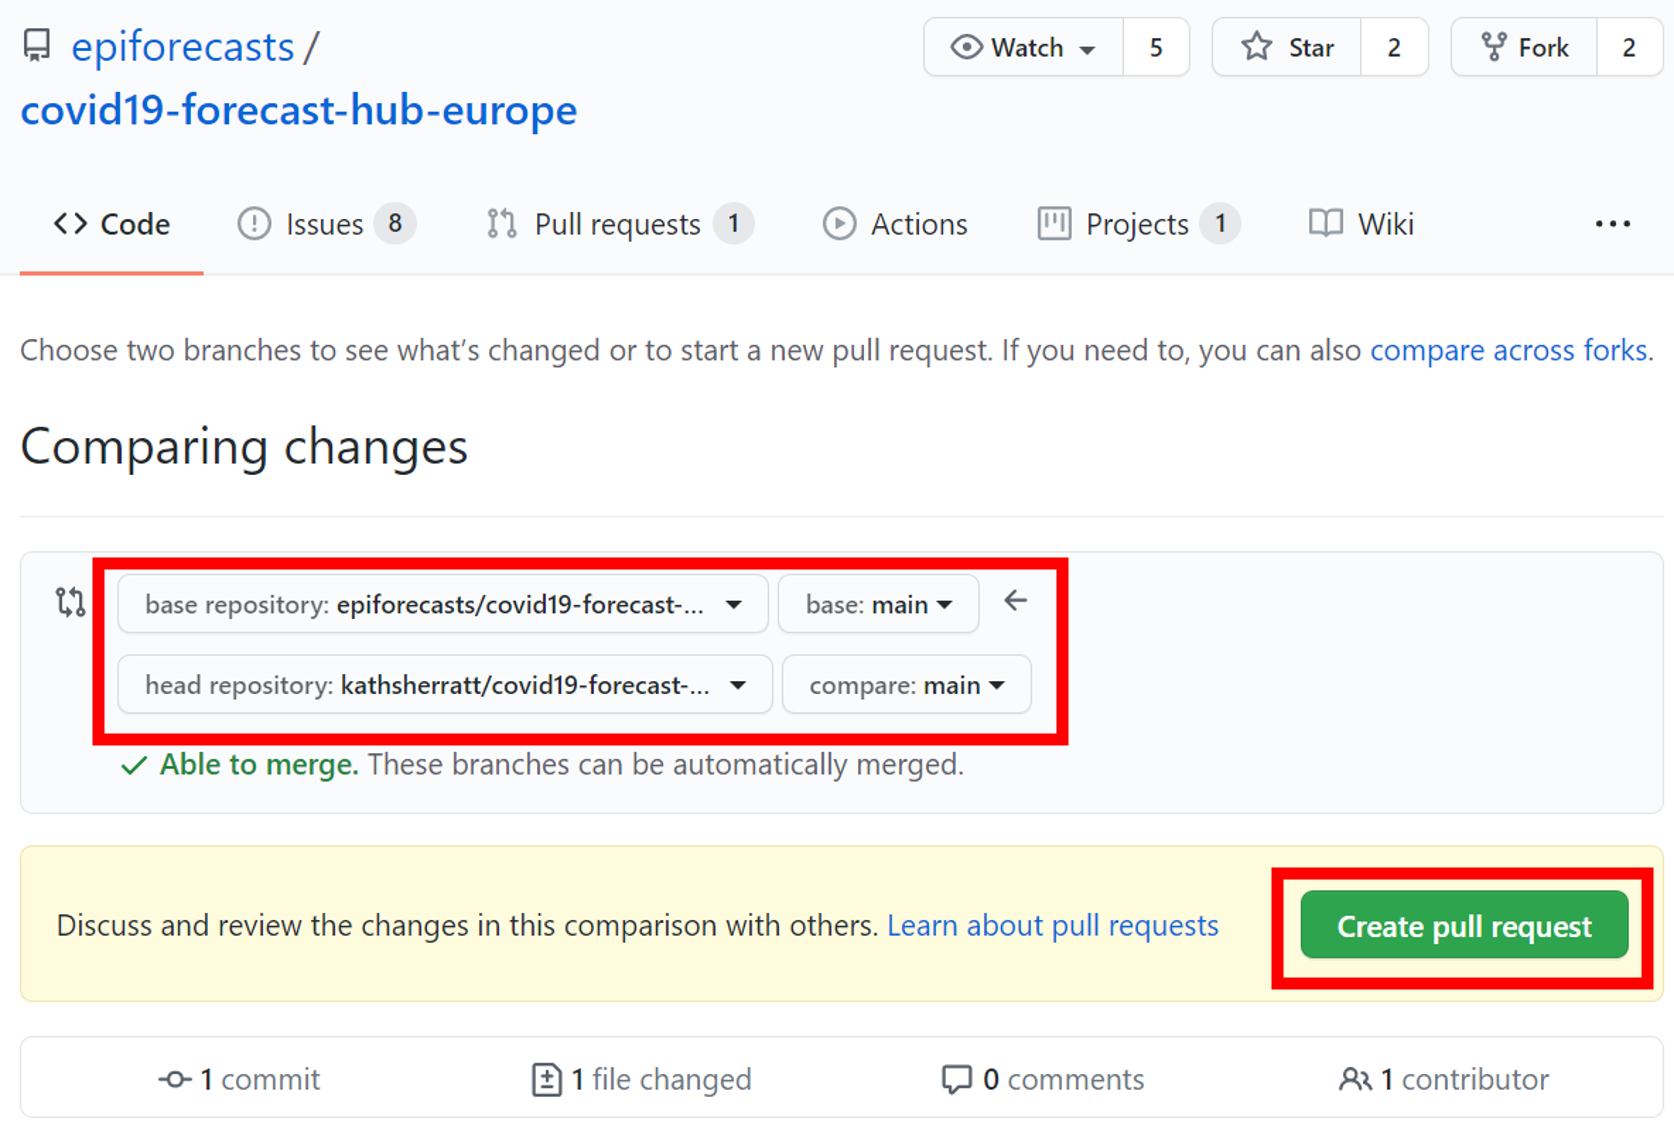 epiforecasts /
Watch 5 Star 2 Fork 2
covid19-forecast-hub-europe
Code Issues 8 Pull requests 1 Actions Projects 1 Wiki ...
Choose two branches to see what’s changed or to start a new pull request. If you need to, you can also compare across forks.
Comparing changes
base repository: epiforecasts/covid19-forecast-... base: main
head repository: kathsherratt/covid19-forecast-... compare: main
Able to merge. These branches can be automatically merged.
Discuss and review the changes in this comparison with others. Learn about pull requests
Create pull request
1 commit 1 file changed 0 comments 1 contributor